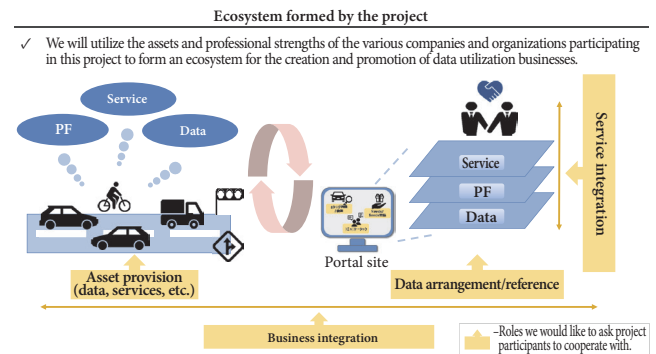 Ecosystem formed by the project
✓ We will utilize the assets and professional strengths of the various companies and organizations participating
in this project to form an ecosystem for the creation and promotion of data utilization businesses.
Service
PF
Data
Service
PF
Data
Service integration
Portal site
Asset provision
(data, services, etc.)
Data arrangement/reference
Business integration
–Roles we would like to ask project
participants to cooperate with.